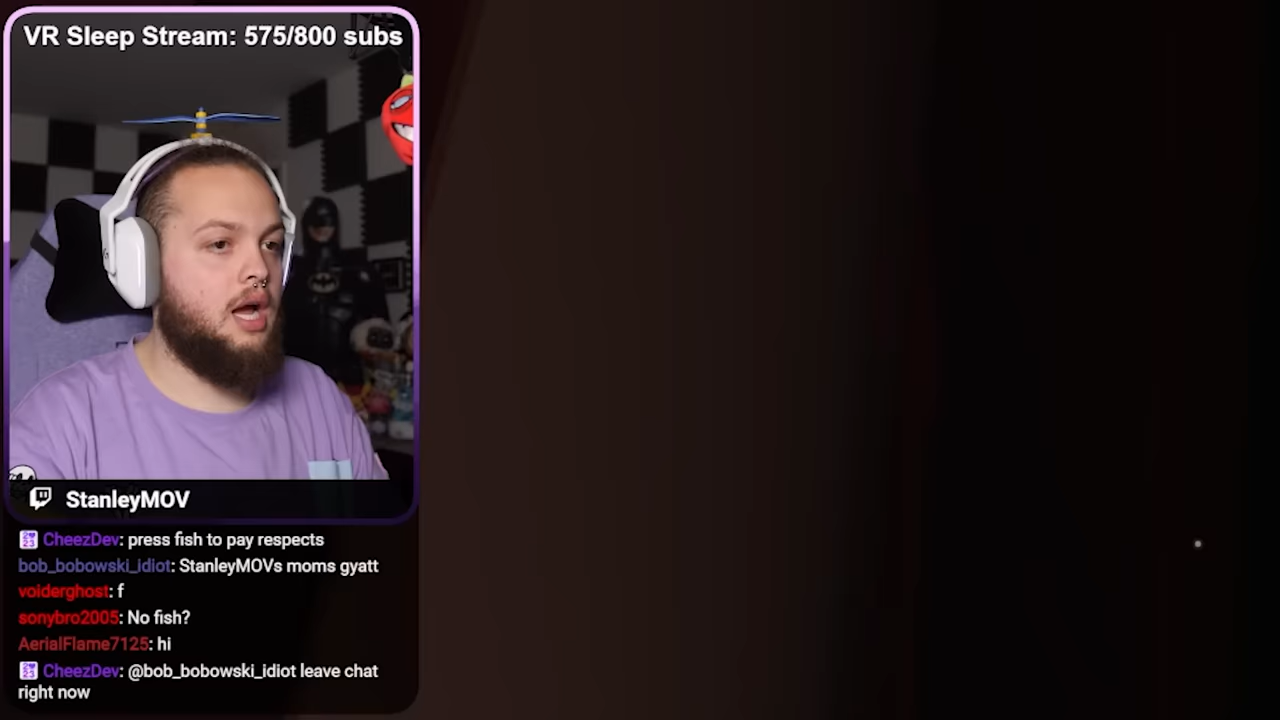 VR Sleep Stream: 575/800 subs
StanleyMOV
CheezDev: press fish to pay respects
bob_bobowski_idiot: StanleyMOVs moms gyatt
voiderghost: f
sonybro2005: No fish?
AerialFlame7125: hi
CheezDev: @bob_bobowski_idiot leave chat
right now